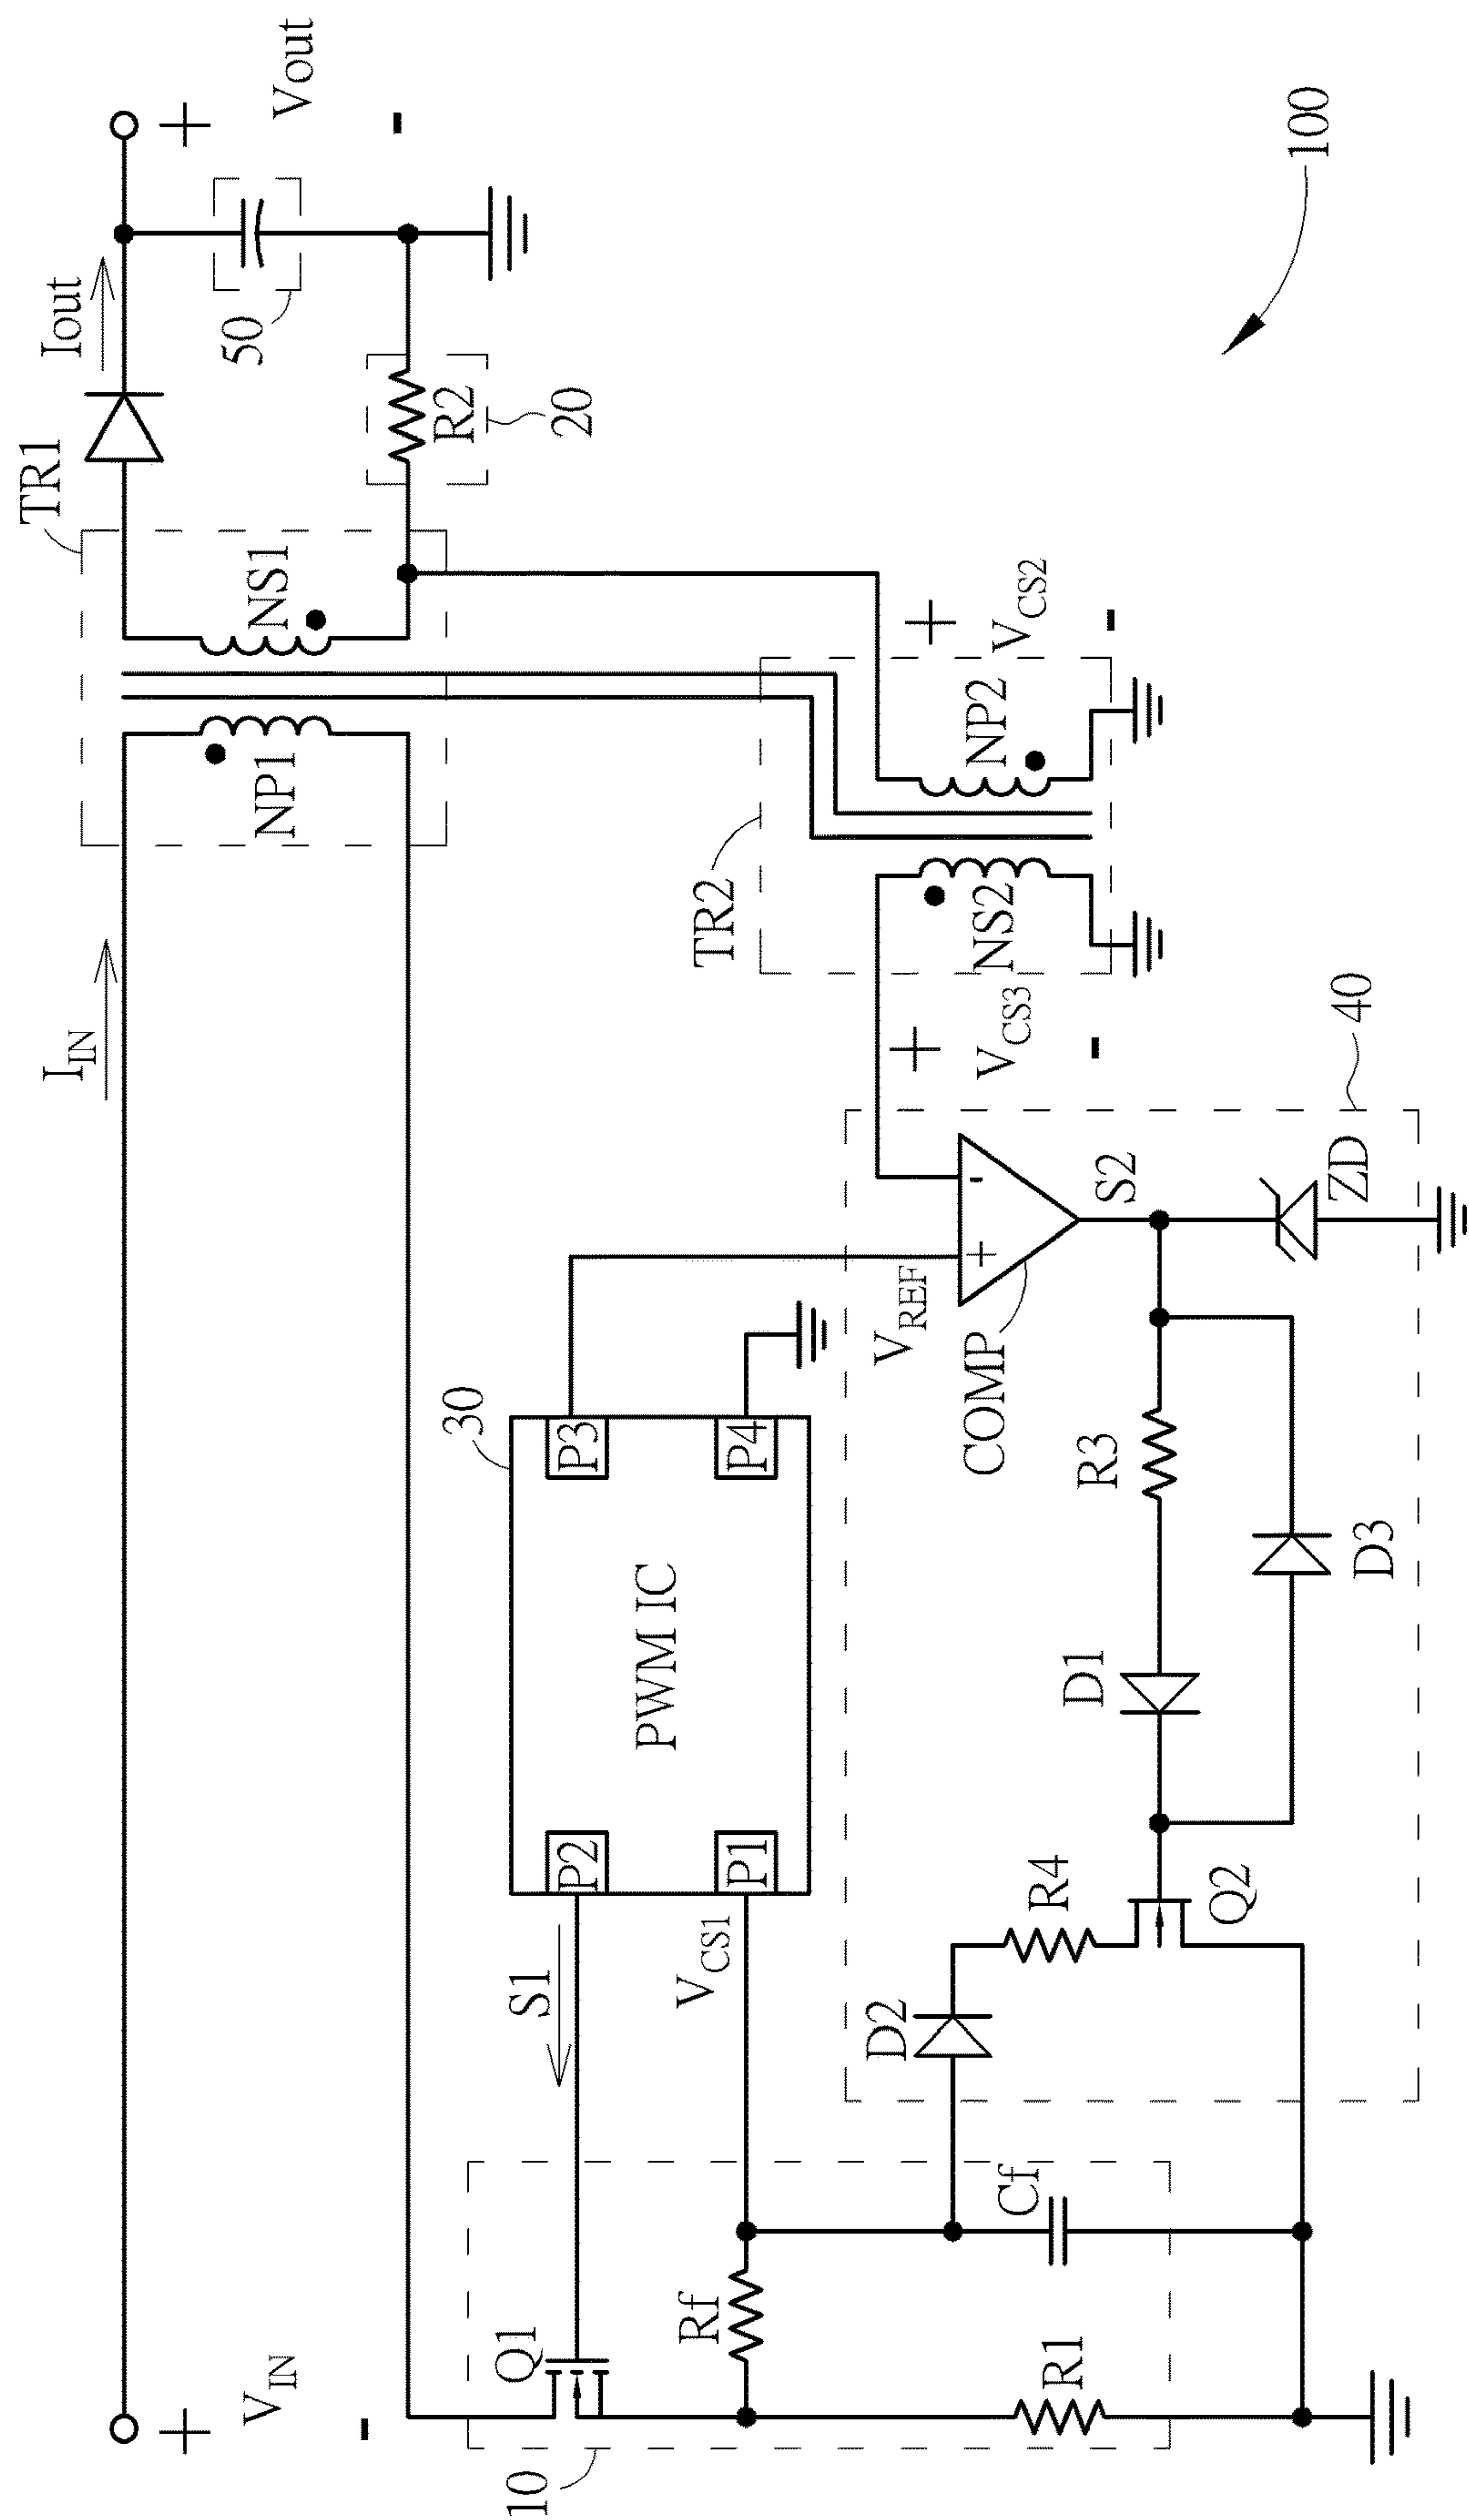 TR1
Iout
IIN
+
VIN
-
NP1
NS1
50
+
Vout
-
R2
20
10
Q1
S1
30
P2
P3
PWM IC
P1
P4
VCS1
Rf
R1
Cf
TR2
NS2
NP2
+
VCS3
-
+
VCS2
-
VREF
+
-
COMP
S2
D2
R4
Q2
D1
R3
D3
ZD
40
100